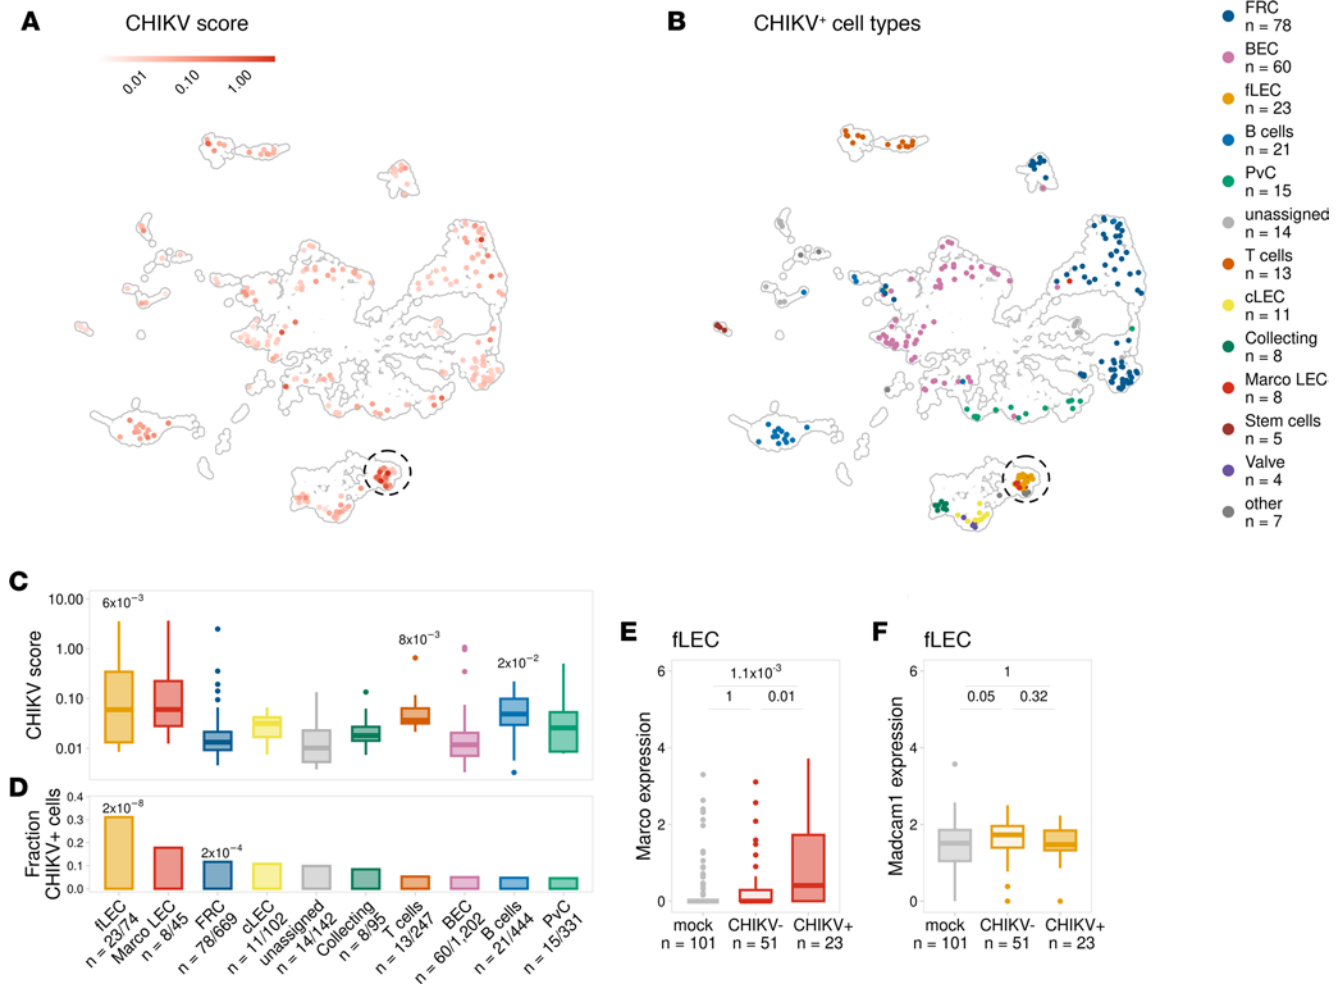 A
CHIKV score
0.01
0.10
1.00
B
CHIKV+ cell types
FRC
n = 78
BEC
n = 60
fLEC
n = 23
B cells
n = 21
PvC
n = 15
unassigned
n = 14
T cells
n = 13
cLEC
n = 11
Collecting
n = 8
Marco LEC
n = 8
Stem cells
n = 5
Valve
n = 4
other
n = 7
C
CHIKV score
10.00
1.00
0.10
0.01
6x10⁻³
8x10⁻³
2x10⁻²
D
Fraction
CHIKV+ cells
0.4
0.3
0.2
0.1
0.0
2x10⁻⁸
2x10⁻⁴
fLEC
n = 23/74
Marco LEC
n = 8/45
FRC
n = 78/669
cLEC
n = 11/102
unassigned
n = 14/142
Collecting
n = 8/95
T cells
n = 13/247
BEC
n = 60/1,202
B cells
n = 21/444
PvC
n = 15/331
E
fLEC
Marco expression
6
4
2
0
1.1x10⁻³
1
0.01
mock
n = 101
CHIKV-
n = 51
CHIKV+
n = 23
F
fLEC
Madcam1 expression
6
4
2
0
1
0.05
0.32
mock
n = 101
CHIKV-
n = 51
CHIKV+
n = 23